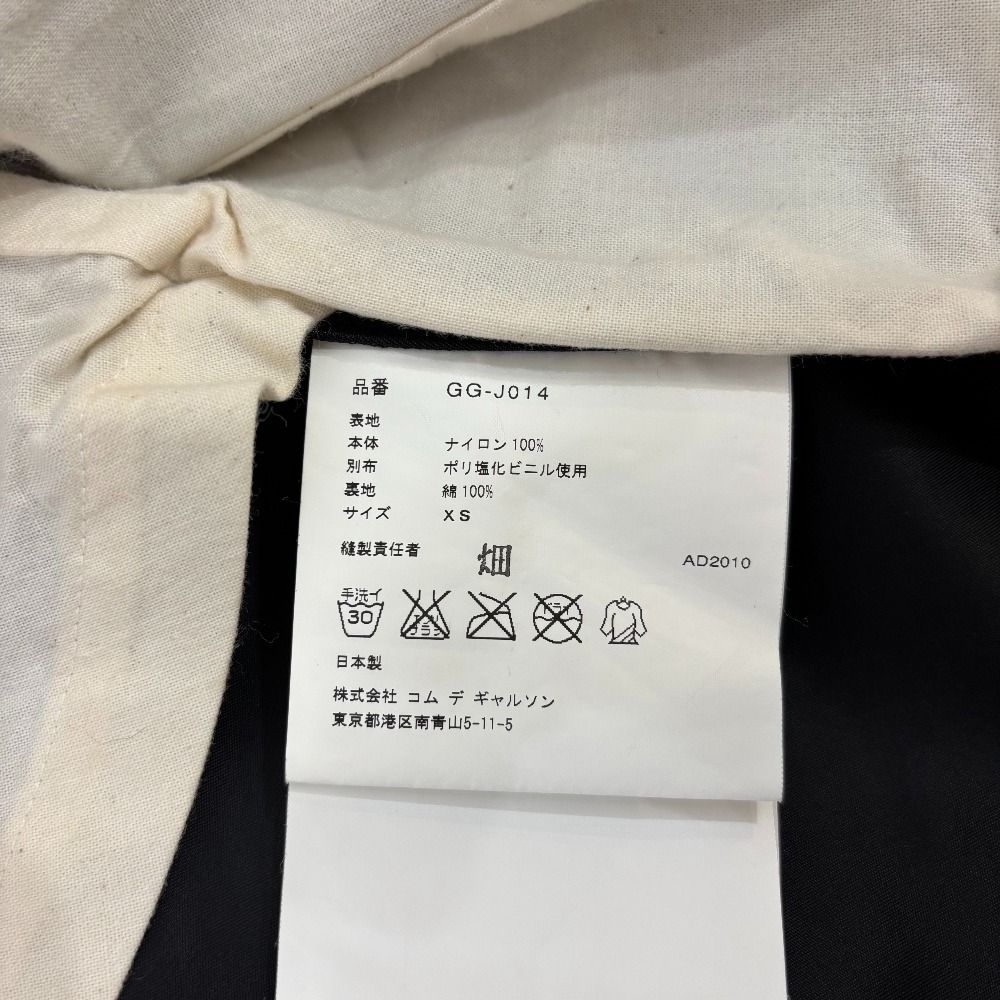 品番 GG-J014
表地
本体 ナイロン100%
別布 ポリ塩化ビニル使用
裏地 綿100%
サイズ XS
縫製責任者 畑 AD2010
手洗イ
30
ドライ
日本製
株式会社 コム デ ギャルソン
東京都港区南青山5-11-5